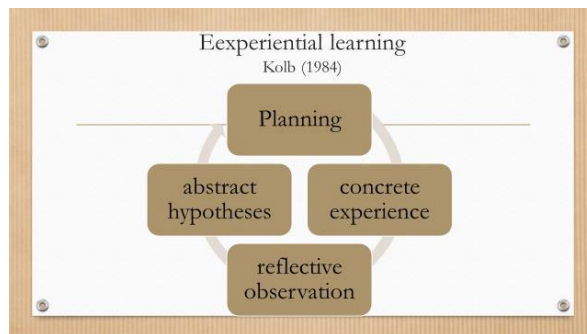 Eexperiential learning
Kolb (1984)
Planning
abstract
hypotheses
concrete
experience
reflective
observation